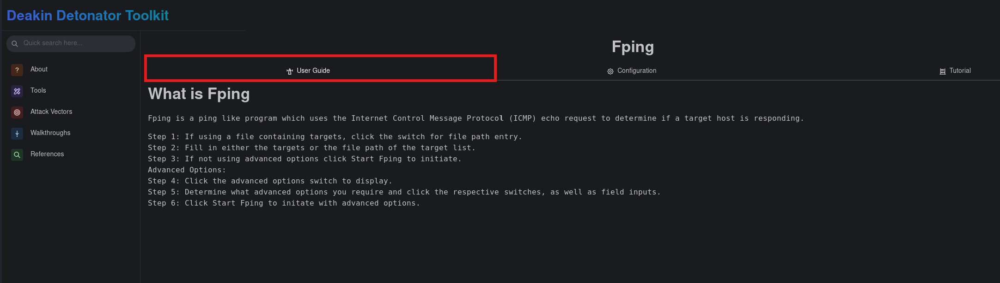 Deakin Detonator Toolkit
Quick search here...
About
Tools
Attack Vectors
Walkthroughs
References
Fping
User Guide
Configuration
Tutorial
What is Fping
Fping is a ping like program which uses the Internet Control Message Protocol (ICMP) echo request to determine if a target host is responding.
Step 1: If using a file containing targets, click the switch for file path entry.
Step 2: Fill in either the targets or the file path of the target list.
Step 3: If not using advanced options click Start Fping to initiate.
Advanced Options:
Step 4: Click the advanced options switch to display.
Step 5: Determine what advanced options you require and click the respective switches, as well as field inputs.
Step 6: Click Start Fping to initate with advanced options.